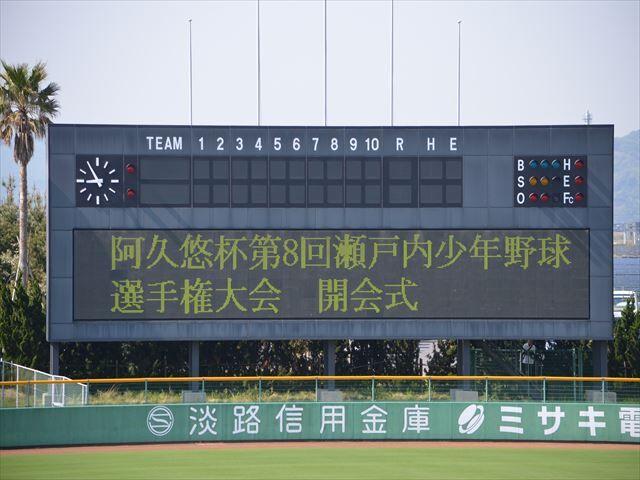 TEAM 1 2 3 4 5 6 7 8 9 10 R H E
B H
S E
O Fc
阿久悠杯第8回瀬戸内少年野球
選手権大会 開会式
淡路信用金庫 ミサキ電